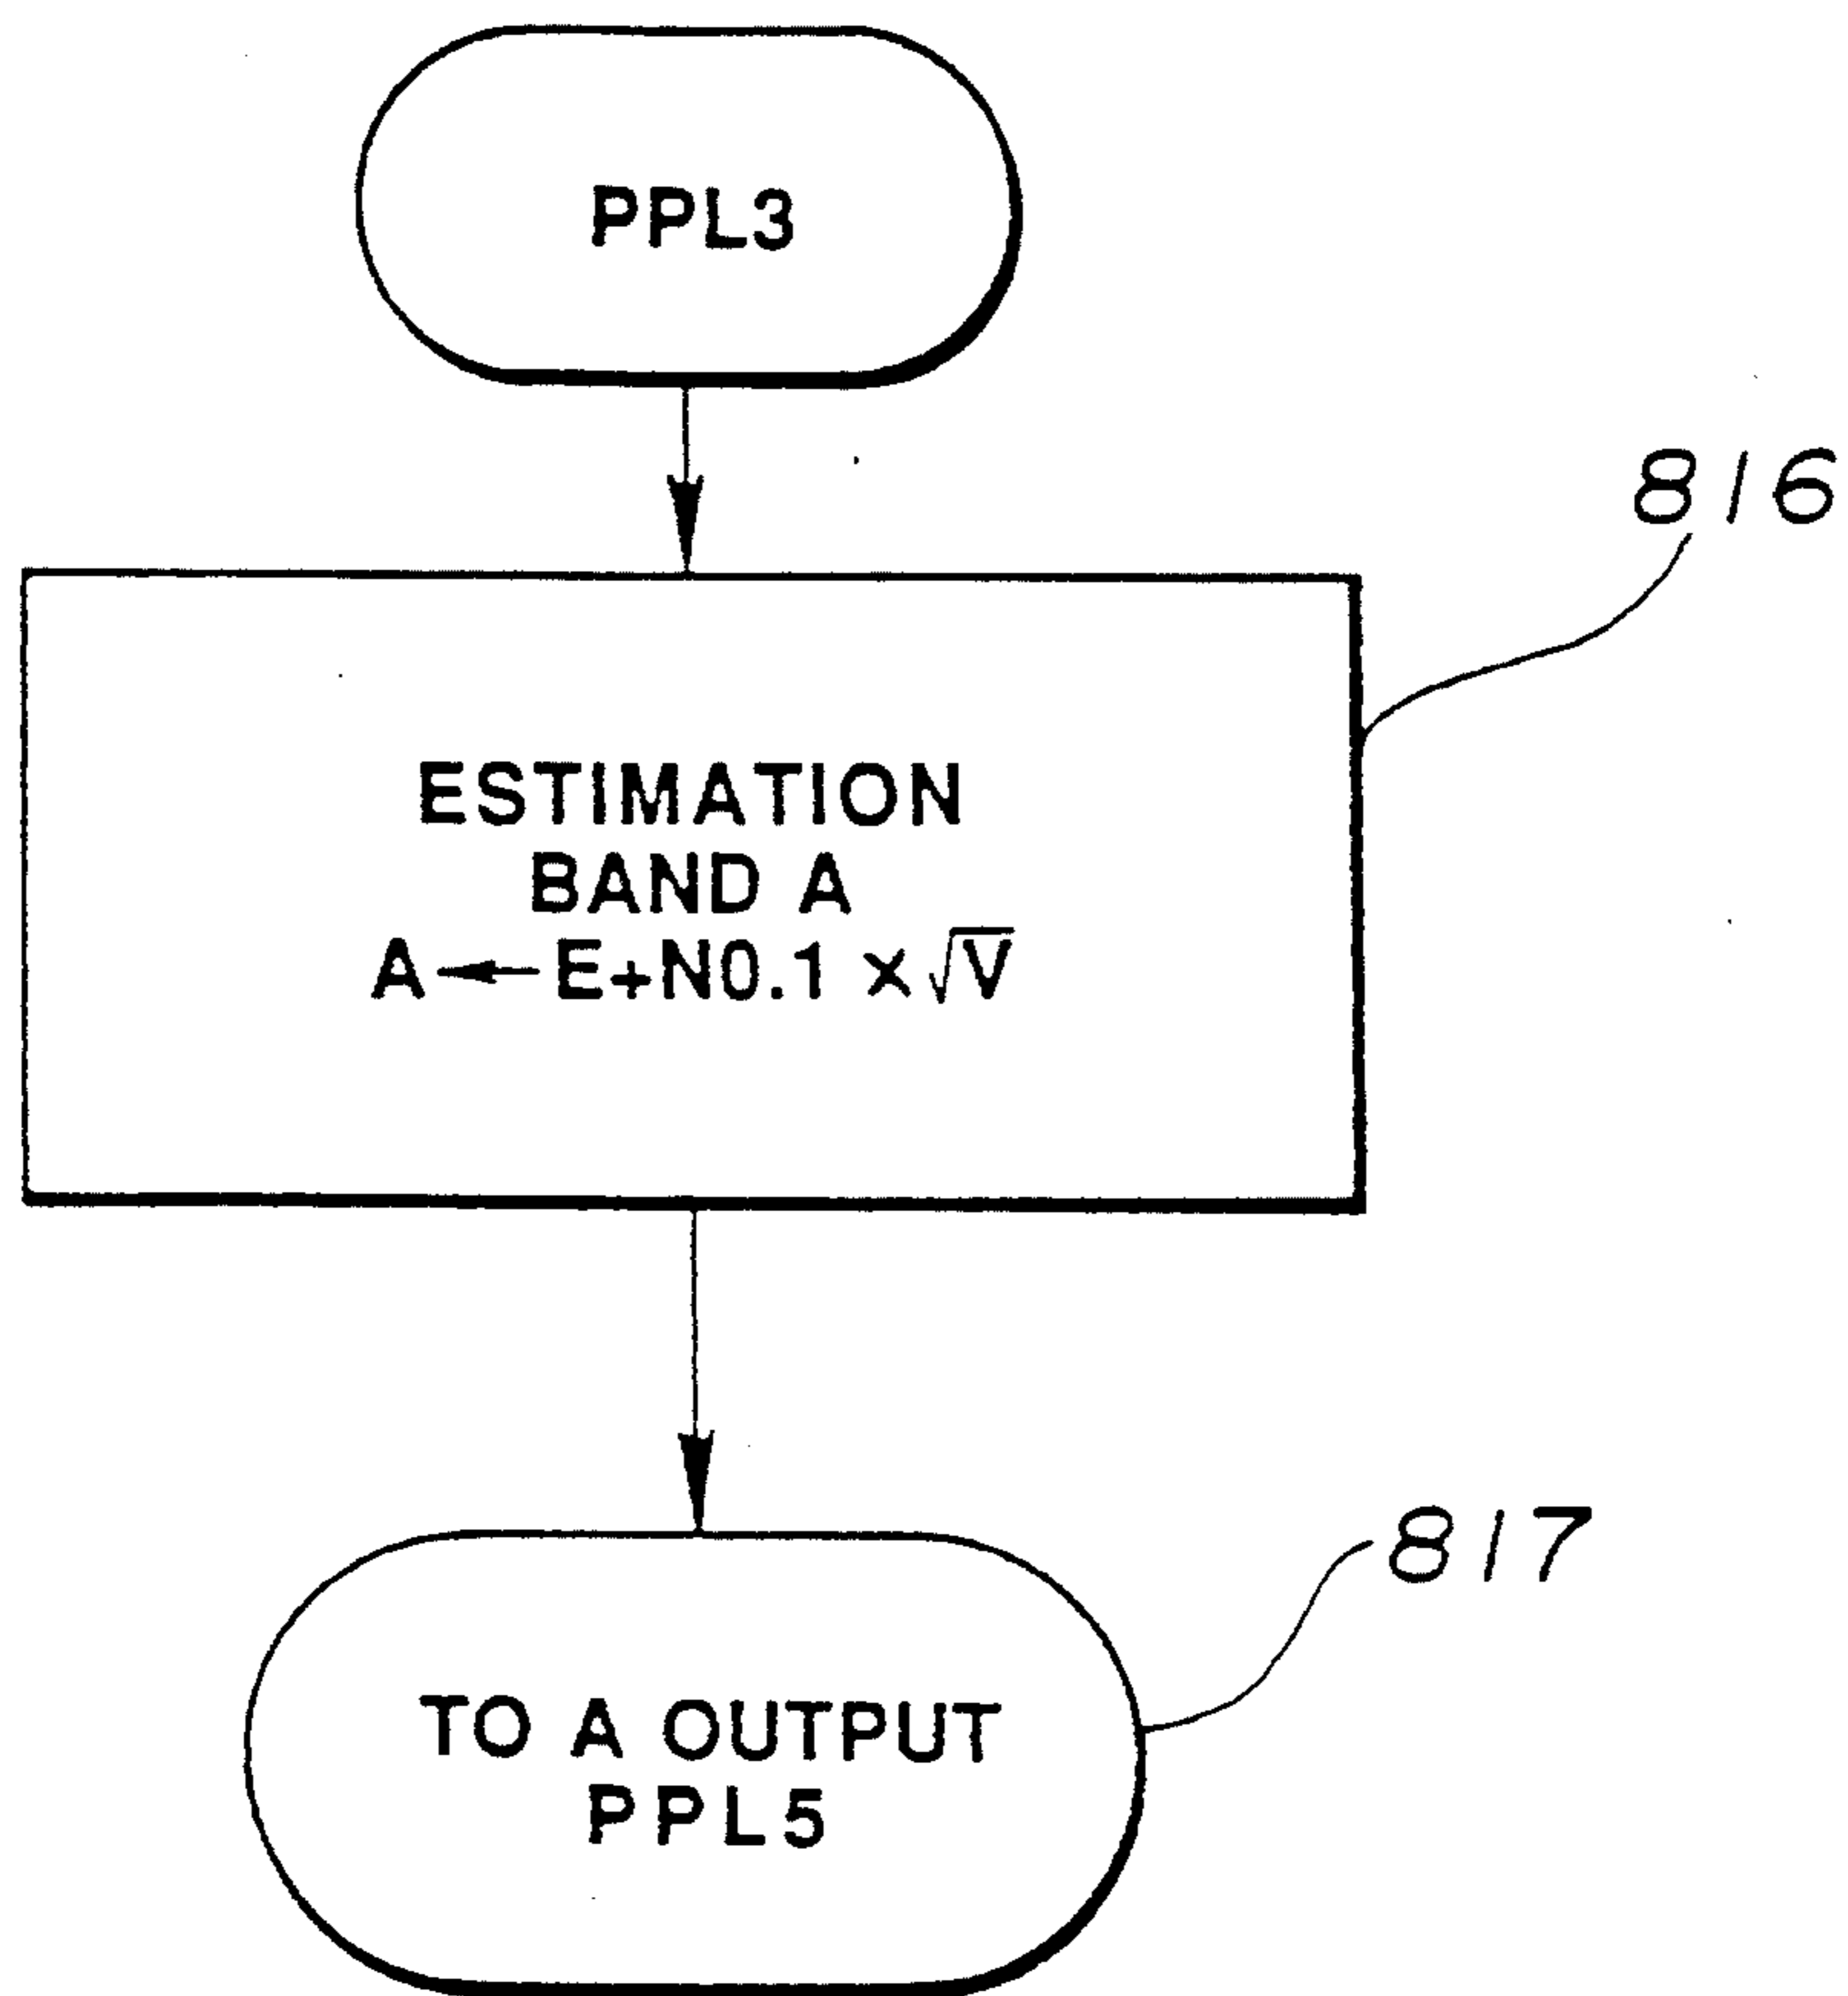 PPL3
816
ESTIMATION
BAND A
A ← E+N0.1 × √V
817
TO A OUTPUT
PPL5